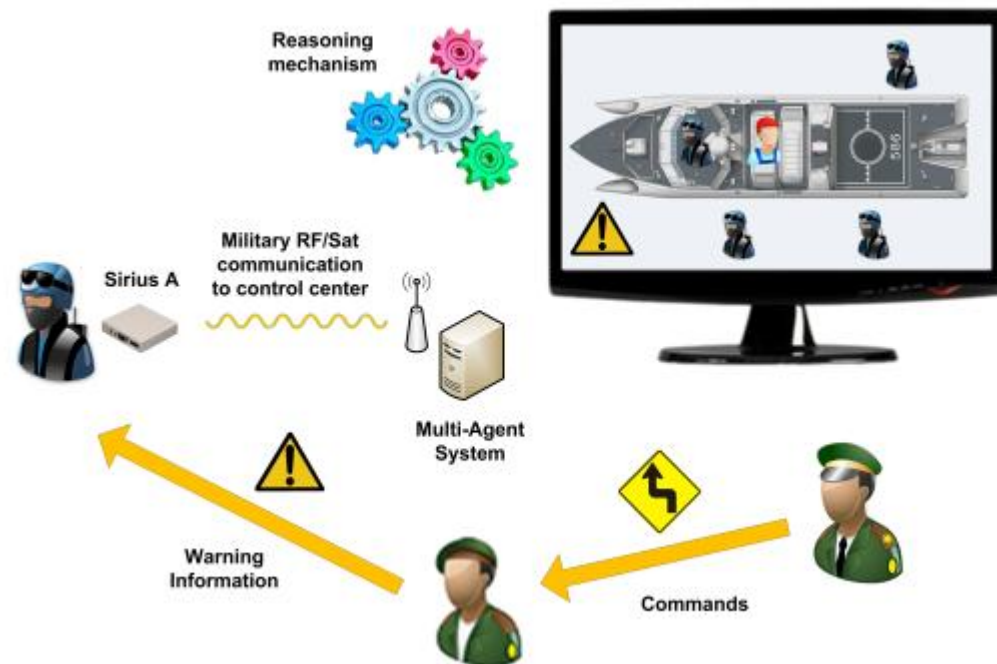 Reasoning
mechanism
586
Military RF/Sat
communication
to control center
Sirius A
Multi-Agent
System
Warning
Information
Commands